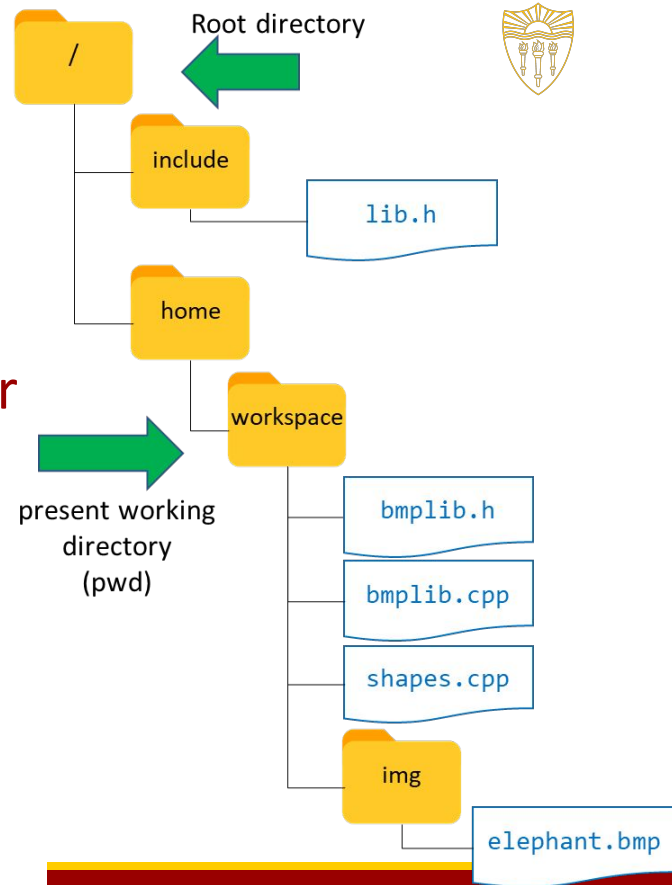 Root directory
/
include
lib.h
home
r
workspace
present working
directory
(pwd)
bmplib.h
bmplib.cpp
shapes.cpp
img
elephant.bmp